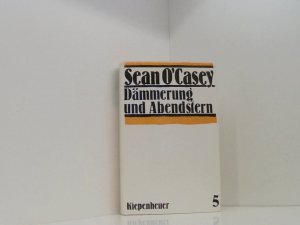 Sean O'Casey
Dämmerung
und Abendstern
Kiepenheuer 5